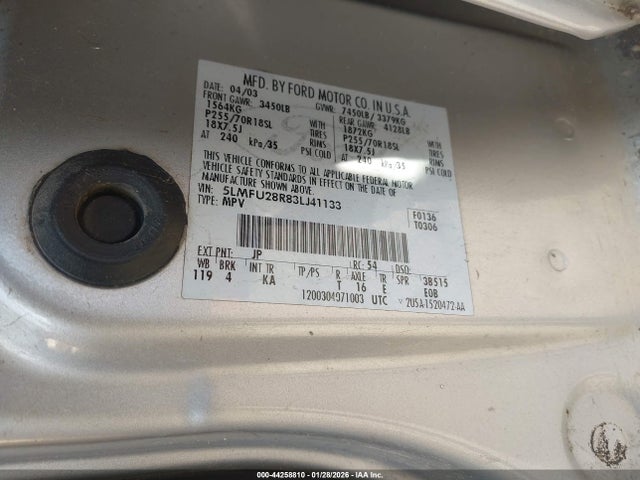 MFD. BY FORD MOTOR CO. IN U.S.A.
DATE: 04/03 GVWR: 7450LB / 3379KG
FRONT GAWR: 3450LB REAR GAWR: 4128LB
1564KG WITH 1872KG WITH
P255/70R18SL TIRES P255/70R18SL TIRES
18X7.5J RIMS 18X7.5J RIMS
AT 240 kPa/35 PSI COLD AT 240 kPa/35 PSI COLD
THIS VEHICLE CONFORMS TO ALL APPLICABLE FEDERAL MOTOR
VEHICLE SAFETY STANDARDS IN EFFECT ON THE DATE OF
MANUFACTURE SHOWN ABOVE.
VIN: 5LMFU28R83LJ41133
TYPE: MPV
F0136
T0306
EXT PNT: JP RC: 54 DSO:
WB BRK INT TR TP/PS R AXLE TR SPR 3B515
119 4 KA T 16 E E0B
1200304071003 UTC 2U5A-1520472-AA
000-44258810 - 01/28/2026 - IAA Inc.